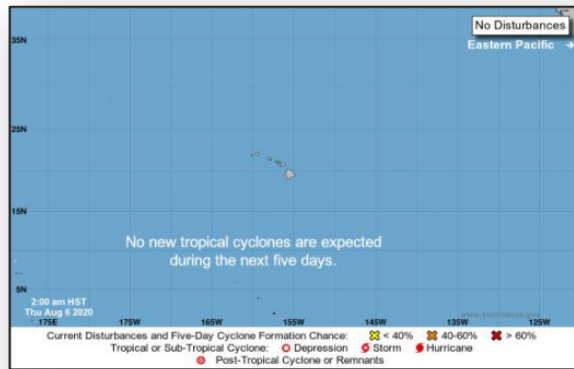 No Disturbances
35N
Eastern Pacific →
25N
15N
No new tropical cyclones are expected
during the next five days.
5N
2:00 am HST
Thu Aug 6 2020
www.hurricanes.gov
175E 175W 165W 155W 145W 135W 125W
Current Disturbances and Five-Day Cyclone Formation Chance: < 40% 40-60% > 60%
Tropical or Sub-Tropical Cyclone: Depression Storm Hurricane
Post-Tropical Cyclone or Remnants